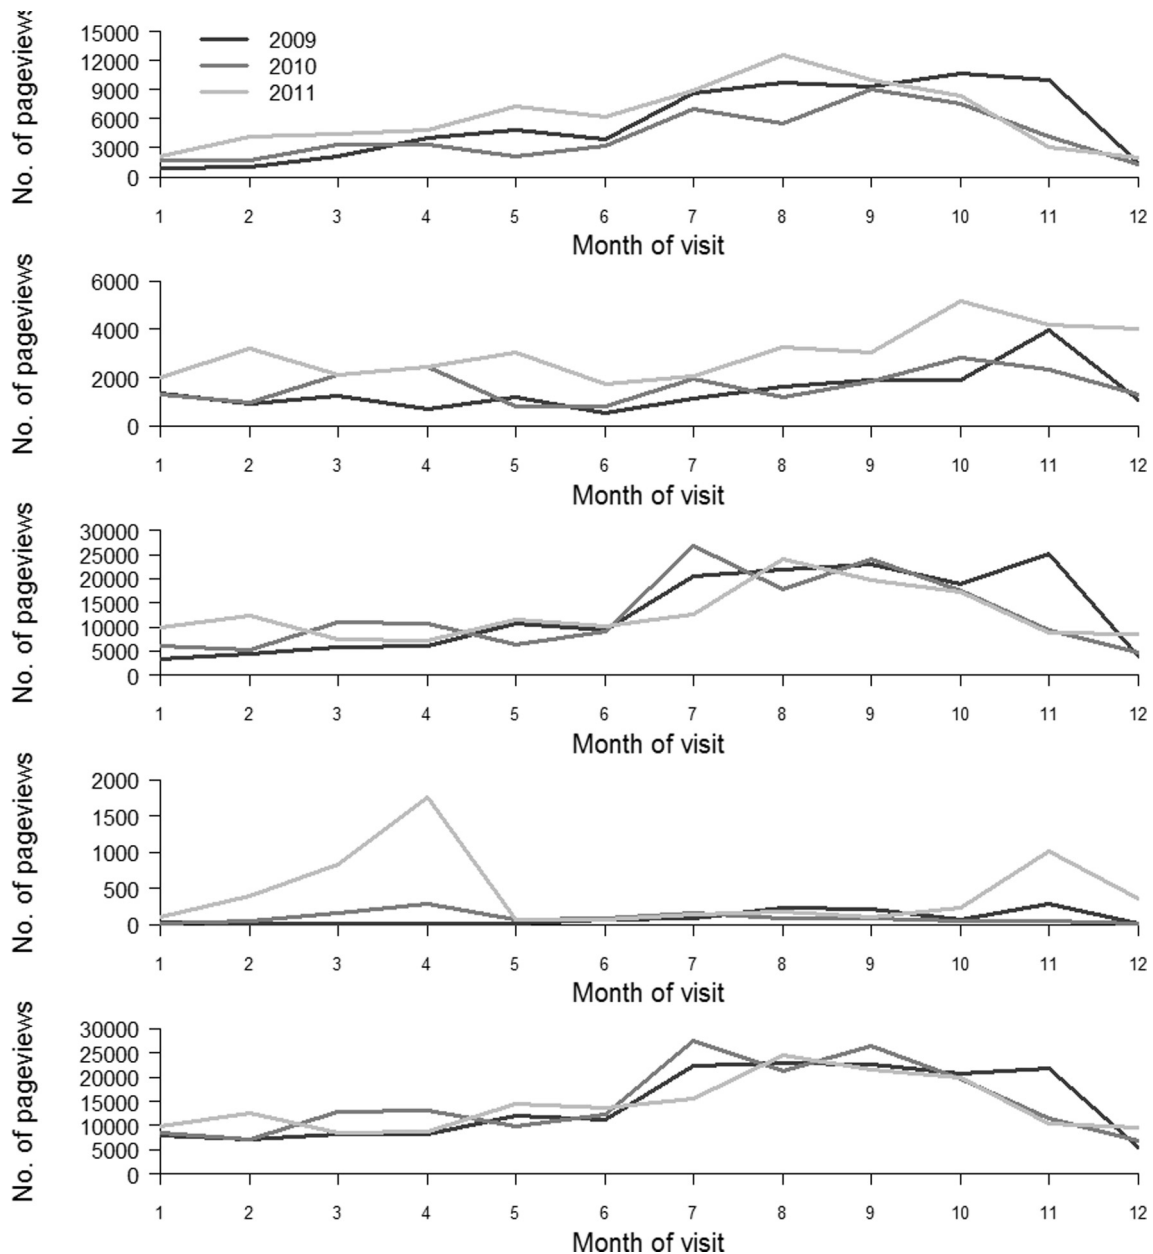 No. of pageviews
15000
12000
9000
6000
3000
0
2009
2010
2011
1 2 3 4 5 6 7 8 9 10 11 12
Month of visit
No. of pageviews
6000
4000
2000
0
1 2 3 4 5 6 7 8 9 10 11 12
Month of visit
No. of pageviews
30000
25000
20000
15000
10000
5000
0
1 2 3 4 5 6 7 8 9 10 11 12
Month of visit
No. of pageviews
2000
1500
1000
500
0
1 2 3 4 5 6 7 8 9 10 11 12
Month of visit
No. of pageviews
30000
25000
20000
15000
10000
5000
0
1 2 3 4 5 6 7 8 9 10 11 12
Month of visit